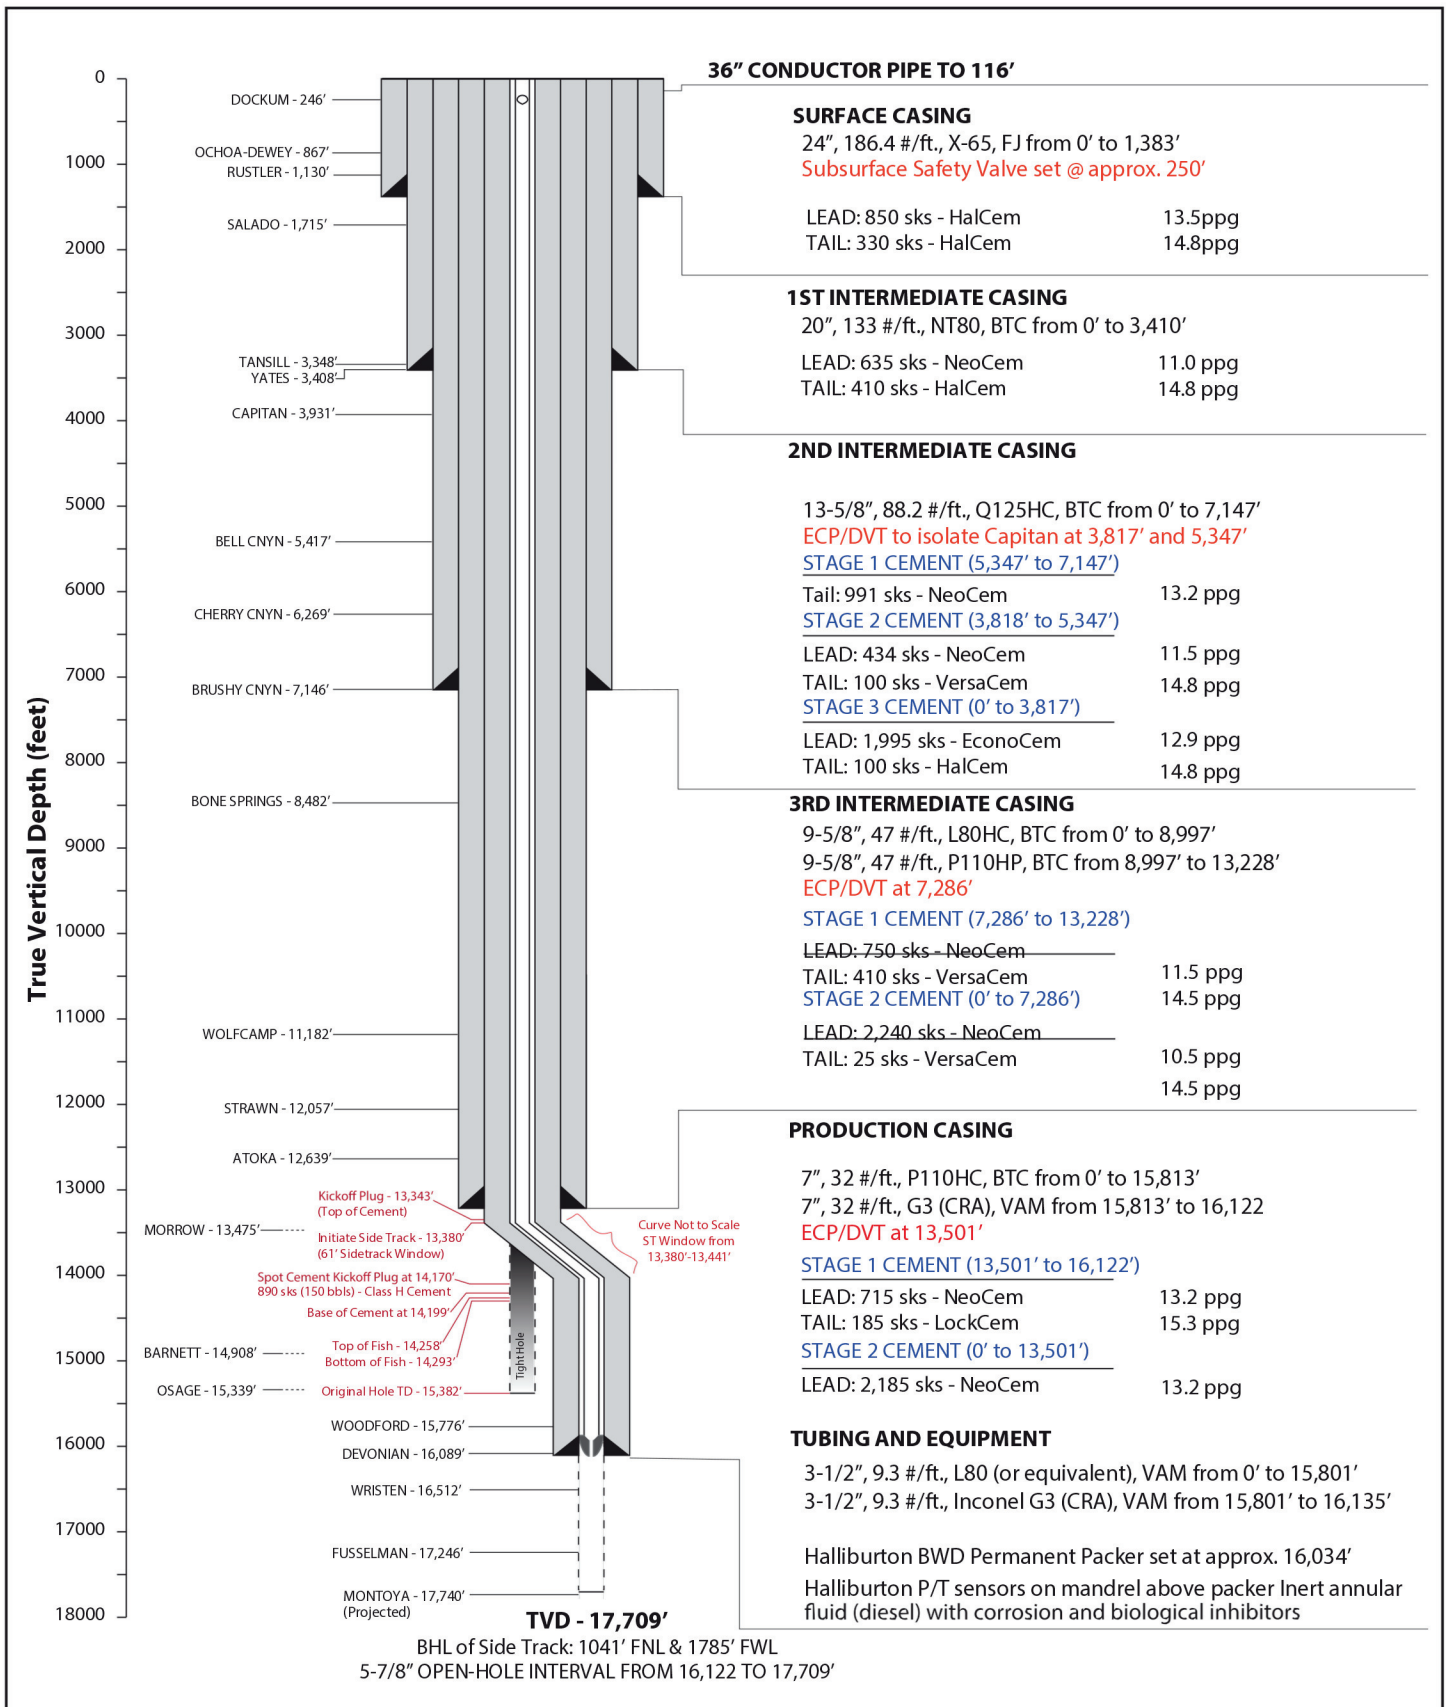 36” CONDUCTOR PIPE TO 116’
SURFACE CASING
24”, 186.4 #/ft., X-65, FJ from 0’ to 1,383’
Subsurface Safety Valve set @ approx. 250’
LEAD: 850 sks - HalCem 13.5ppg
TAIL: 330 sks - HalCem 14.8ppg
1ST INTERMEDIATE CASING
20”, 133 #/ft., NT80, BTC from 0’ to 3,410’
LEAD: 635 sks - NeoCem 11.0 ppg
TAIL: 410 sks - HalCem 14.8 ppg
2ND INTERMEDIATE CASING
13-5/8”, 88.2 #/ft., Q125HC, BTC from 0’ to 7,147’
ECP/DVT to isolate Capitan at 3,817’ and 5,347’
STAGE 1 CEMENT (5,347’ to 7,147’)
Tail: 991 sks - NeoCem 13.2 ppg
STAGE 2 CEMENT (3,818’ to 5,347’)
LEAD: 434 sks - NeoCem 11.5 ppg
TAIL: 100 sks - VersaCem 14.8 ppg
STAGE 3 CEMENT (0’ to 3,817’)
LEAD: 1,995 sks - EconoCem 12.9 ppg
TAIL: 100 sks - HalCem 14.8 ppg
3RD INTERMEDIATE CASING
9-5/8”, 47 #/ft., L80HC, BTC from 0’ to 8,997’
9-5/8”, 47 #/ft., P110HP, BTC from 8,997’ to 13,228’
ECP/DVT at 7,286’
STAGE 1 CEMENT (7,286’ to 13,228’)
LEAD: 750 sks - NeoCem
TAIL: 410 sks - VersaCem 11.5 ppg
STAGE 2 CEMENT (0’ to 7,286’) 14.5 ppg
LEAD: 2,240 sks - NeoCem
TAIL: 25 sks - VersaCem 10.5 ppg
14.5 ppg
PRODUCTION CASING
7”, 32 #/ft., P110HC, BTC from 0’ to 15,813’
7”, 32 #/ft., G3 (CRA), VAM from 15,813’ to 16,122
ECP/DVT at 13,501’
STAGE 1 CEMENT (13,501’ to 16,122’)
LEAD: 715 sks - NeoCem 13.2 ppg
TAIL: 185 sks - LockCem 15.3 ppg
STAGE 2 CEMENT (0’ to 13,501’)
LEAD: 2,185 sks - NeoCem 13.2 ppg
TUBING AND EQUIPMENT
3-1/2”, 9.3 #/ft., L80 (or equivalent), VAM from 0’ to 15,801’
3-1/2”, 9.3 #/ft., Inconel G3 (CRA), VAM from 15,801’ to 16,135’
Halliburton BWD Permanent Packer set at approx. 16,034’
Halliburton P/T sensors on mandrel above packer Inert annular
fluid (diesel) with corrosion and biological inhibitors
True Vertical Depth (feet)
0
1000
2000
3000
4000
5000
6000
7000
8000
9000
10000
11000
12000
13000
14000
15000
16000
17000
18000
DOCKUM - 246’
OCHOA-DEWEY - 867’
RUSTLER - 1,130’
SALADO - 1,715’
TANSILL - 3,348’
YATES - 3,408’
CAPITAN - 3,931’
BELL CNYN - 5,417’
CHERRY CNYN - 6,269’
BRUSHY CNYN - 7,146’
BONE SPRINGS - 8,482’
WOLFCAMP - 11,182’
STRAWN - 12,057’
ATOKA - 12,639’
MORROW - 13,475’
BARNETT - 14,908’
OSAGE - 15,339’
WOODFORD - 15,776’
DEVONIAN - 16,089’
WRISTEN - 16,512’
FUSSELMAN - 17,246’
MONTOYA - 17,740’
(Projected)
Kickoff Plug - 13,343’
(Top of Cement)
Initiate Side Track - 13,380’
(61’ Sidetrack Window)
Spot Cement Kickoff Plug at 14,170’
890 sks (150 bbls) - Class H Cement
Base of Cement at 14,199’
Top of Fish - 14,258’
Bottom of Fish - 14,293’
Original Hole TD - 15,382’
Tight Hole
Curve Not to Scale
ST Window from
13,380’-13,441’
TVD - 17,709’
BHL of Side Track: 1041’ FNL & 1785’ FWL
5-7/8” OPEN-HOLE INTERVAL FROM 16,122 TO 17,709’